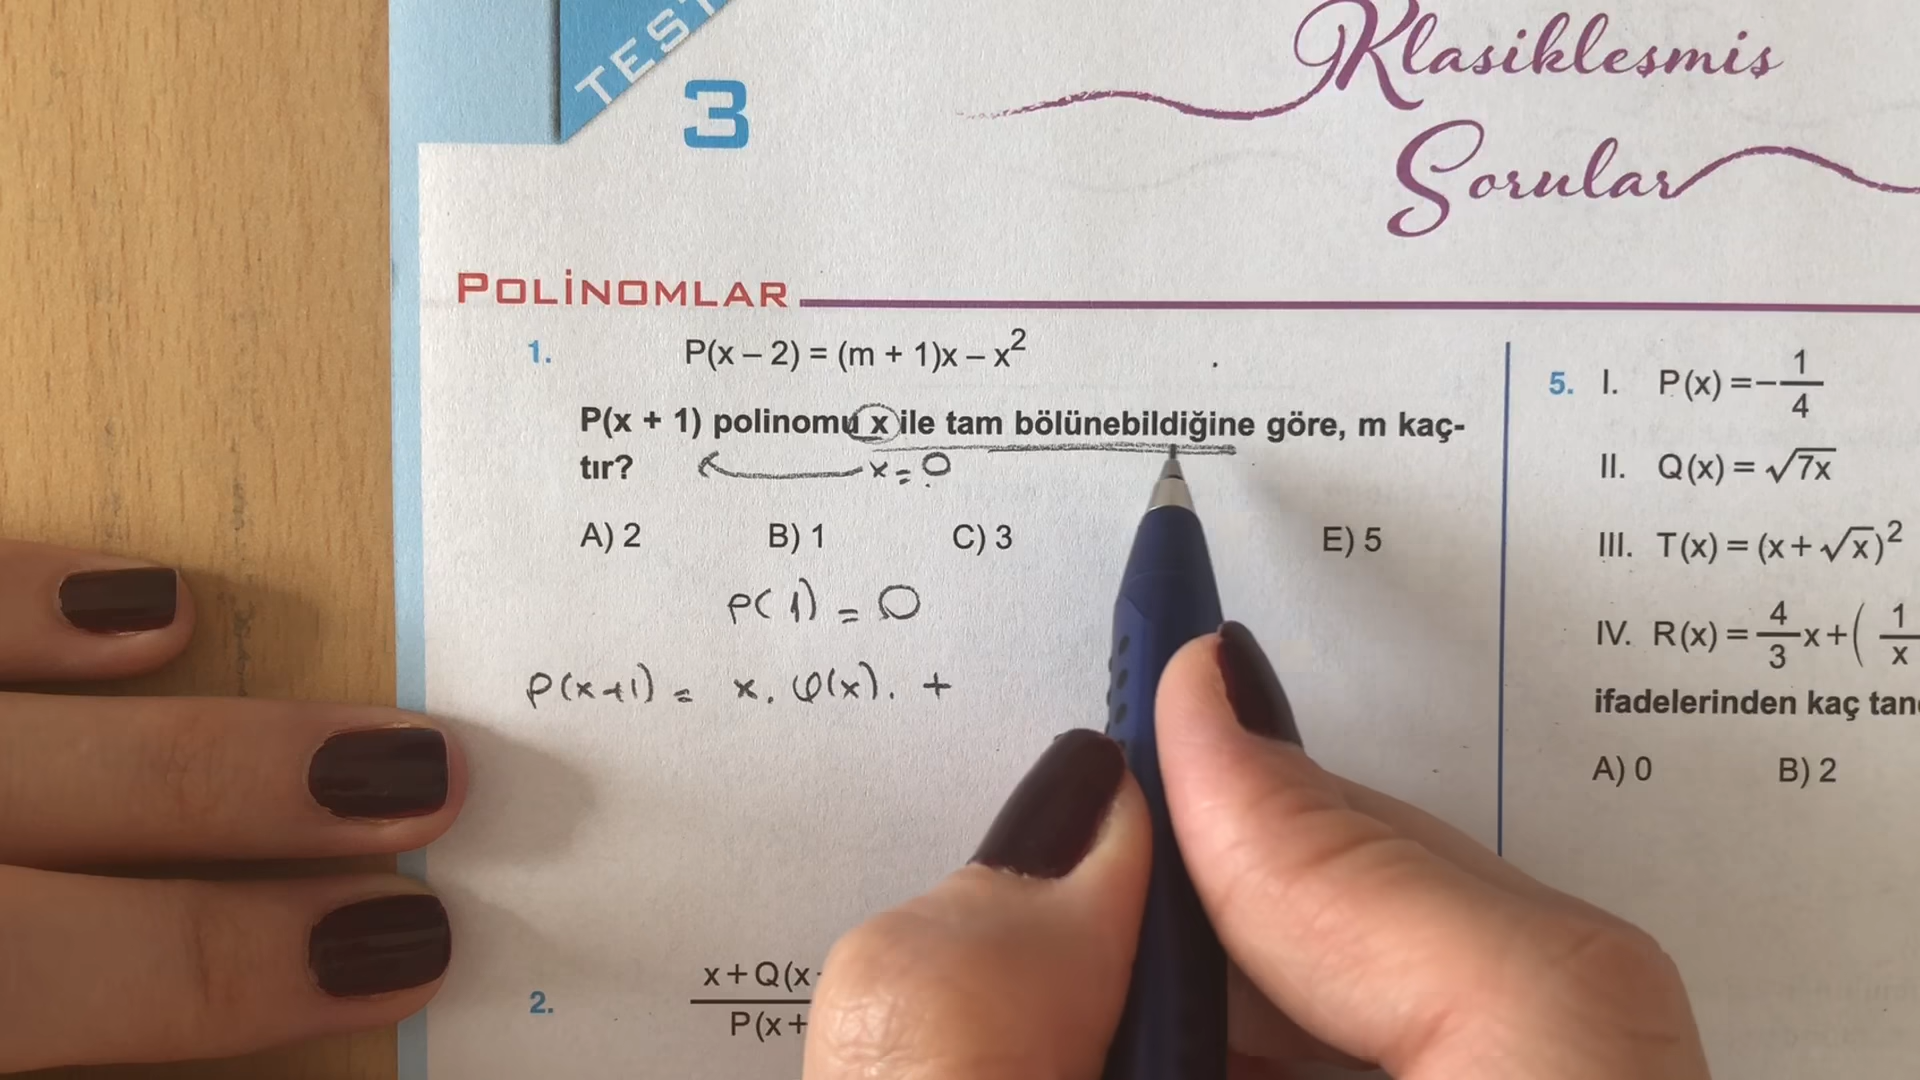 TEST
3
Klasikleşmiş
Sorular
POLİNOMLAR
1. P(x – 2) = (m + 1)x – x²
P(x + 1) polinomu x ile tam bölünebildiğine göre, m kaç-
tır?
x = 0
A) 2 B) 1 C) 3 E) 5
P(1) = 0
P(x+1) = x. Q(x). +
2. x + Q(x
P(x +
5. I. P(x) = –1/4
II. Q(x) = √7x
III. T(x) = (x + √x)²
IV. R(x) = 4/3 x + ( 1/x
ifadelerinden kaç tan
A) 0 B) 2